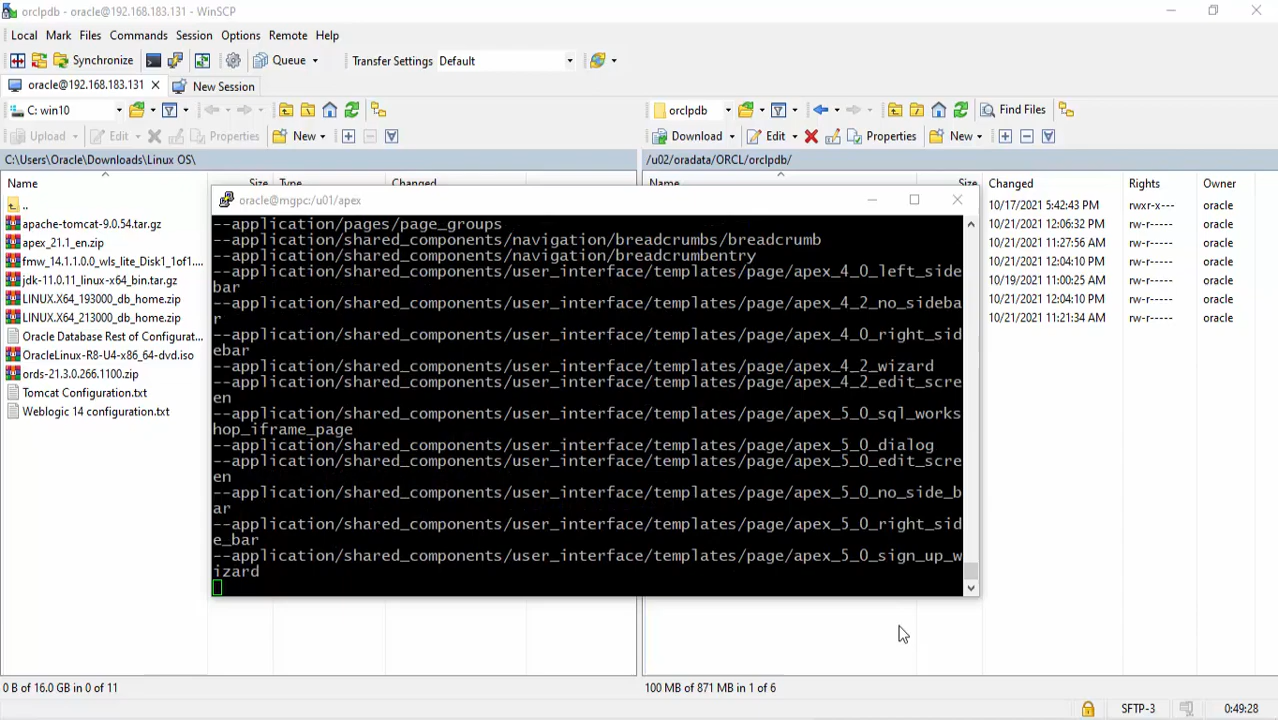 orclpdb - oracle@192.168.183.131 - WinSCP
Local Mark Files Commands Session Options Remote Help
Synchronize Queue Transfer Settings Default
oracle@192.168.183.131 New Session
C: win10
orclpdb Find Files
Upload Edit Properties New
Download Edit Properties New
C:\Users\Oracle\Downloads\Linux OS\
/u02/oradata/ORCL/orclpdb/
Name Size Type Changed
Name Size Changed Rights Owner
..
apache-tomcat-9.0.54.tar.gz
apex_21.1_en.zip
fmw_14.1.1.0.0_wls_lite_Disk1_1of1...
jdk-11.0.11_linux-x64_bin.tar.gz
LINUX.X64_193000_db_home.zip
LINUX.X64_213000_db_home.zip
Oracle Database Rest of Configurat...
OracleLinux-R8-U4-x86_64-dvd.iso
ords-21.3.0.266.1100.zip
Tomcat Configuration.txt
Weblogic 14 configuration.txt
oracle@mgpc:/u01/apex
--application/pages/page_groups
--application/shared_components/navigation/breadcrumbs/breadcrumb
--application/shared_components/navigation/breadcrumbentry
--application/shared_components/user_interface/templates/page/apex_4_0_left_side
bar
--application/shared_components/user_interface/templates/page/apex_4_2_no_sideba
r
--application/shared_components/user_interface/templates/page/apex_4_0_right_sid
ebar
--application/shared_components/user_interface/templates/page/apex_4_2_wizard
--application/shared_components/user_interface/templates/page/apex_4_2_edit_scre
en
--application/shared_components/user_interface/templates/page/apex_5_0_sql_works
hop_iframe_page
--application/shared_components/user_interface/templates/page/apex_5_0_dialog
--application/shared_components/user_interface/templates/page/apex_5_0_edit_scre
en
--application/shared_components/user_interface/templates/page/apex_5_0_no_side_b
ar
--application/shared_components/user_interface/templates/page/apex_5_0_right_sid
e_bar
--application/shared_components/user_interface/templates/page/apex_5_0_sign_up_w
izard
10/17/2021 5:42:43 PM rwxr-x--- oracle
10/21/2021 12:06:32 PM rw-r----- oracle
10/21/2021 11:27:56 AM rw-r----- oracle
10/21/2021 12:04:10 PM rw-r----- oracle
10/19/2021 11:00:25 AM rw-r----- oracle
10/21/2021 12:04:10 PM rw-r----- oracle
10/21/2021 11:21:34 AM rw-r----- oracle
0 B of 16.0 GB in 0 of 11
100 MB of 871 MB in 1 of 6
SFTP-3 0:49:28